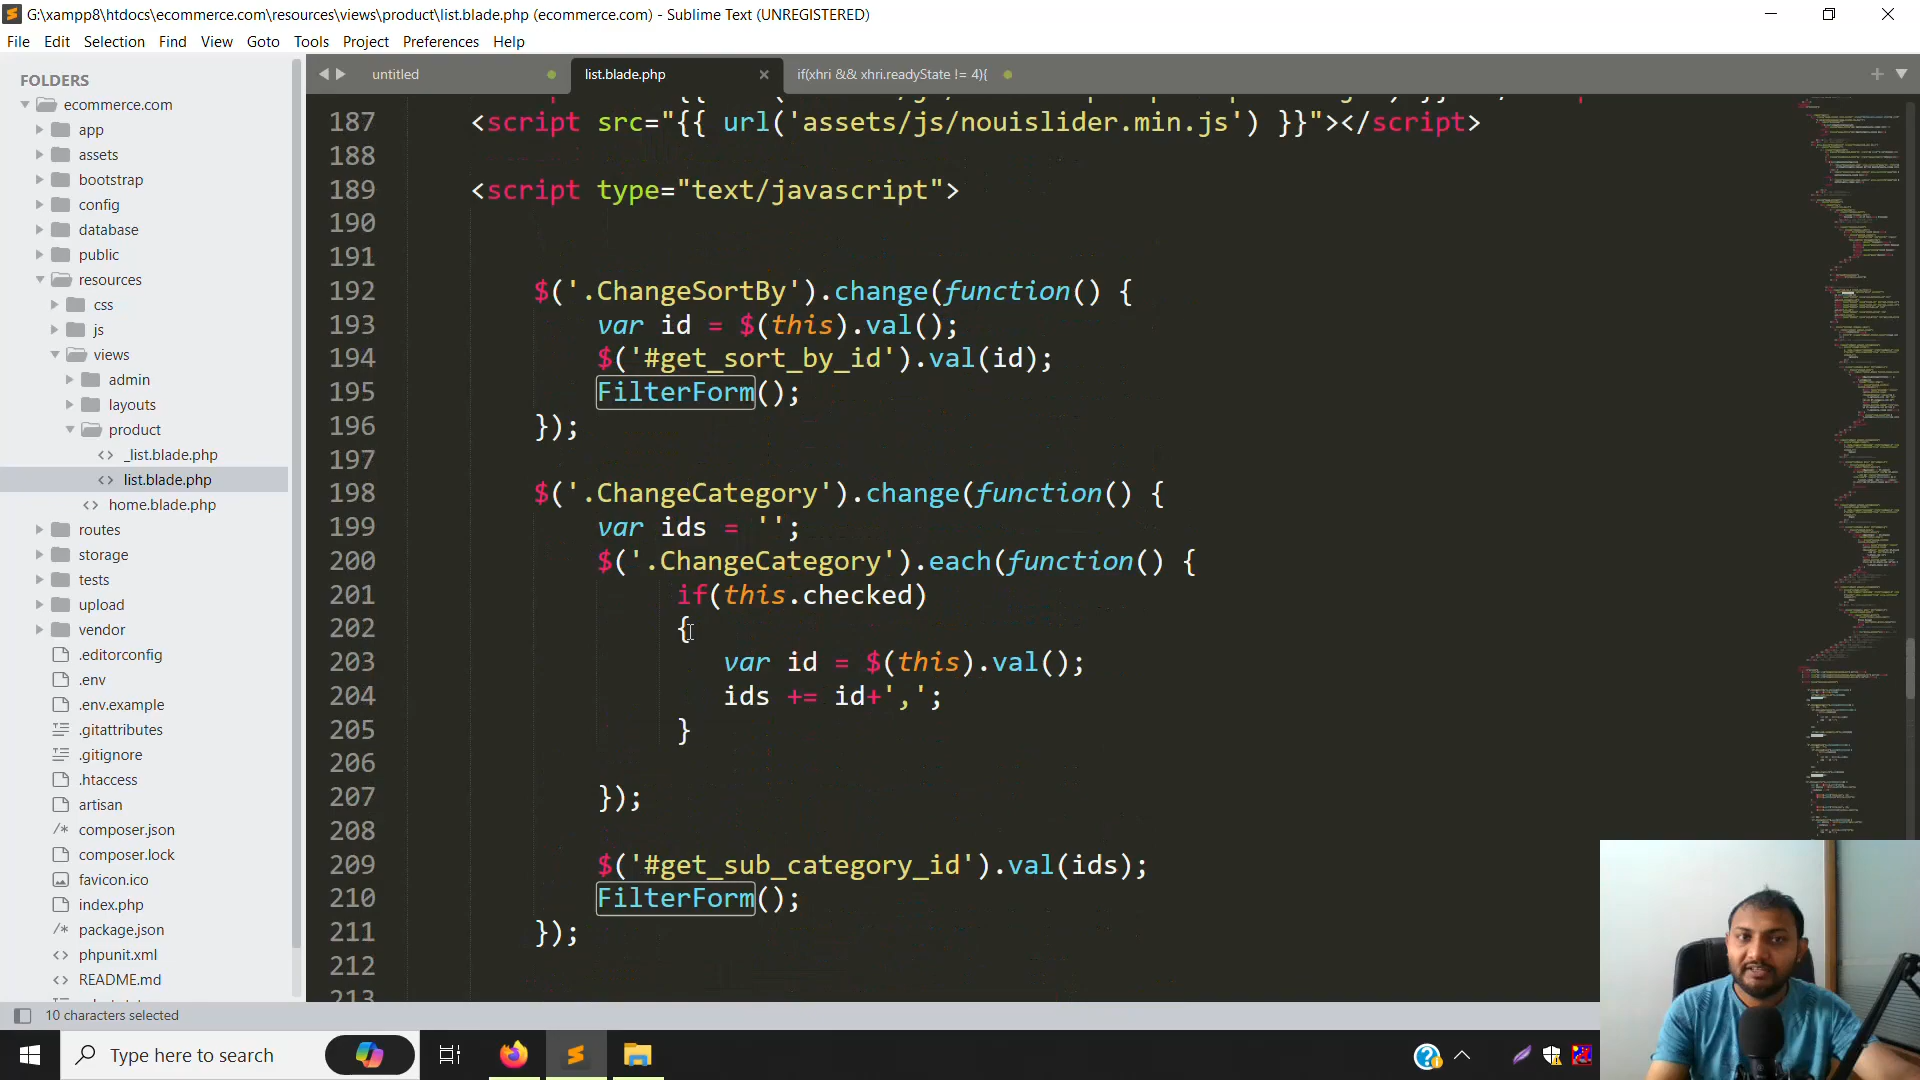 G:\xampp8\htdocs\ecommerce.com\resources\views\product\list.blade.php (ecommerce.com) - Sublime Text (UNREGISTERED)
File Edit Selection Find View Goto Tools Project Preferences Help
FOLDERS
ecommerce.com
app
assets
bootstrap
config
database
public
resources
css
js
views
admin
layouts
product
_list.blade.php
list.blade.php
home.blade.php
routes
storage
tests
upload
vendor
.editorconfig
.env
.env.example
.gitattributes
.gitignore
.htaccess
artisan
composer.json
composer.lock
favicon.ico
index.php
package.json
phpunit.xml
README.md
untitled
list.blade.php
if(xhri && xhri.readyState != 4){
187 <script src="{{ url('assets/js/nouislider.min.js') }}"></script>
188
189 <script type="text/javascript">
190
191
192 $('.ChangeSortBy').change(function() {
193 var id = $(this).val();
194 $('#get_sort_by_id').val(id);
195 FilterForm();
196 });
197
198 $('.ChangeCategory').change(function() {
199 var ids = '';
200 $('.ChangeCategory').each(function() {
201 if(this.checked)
202 {
203 var id = $(this).val();
204 ids += id+',';
205 }
206
207 });
208
209 $('#get_sub_category_id').val(ids);
210 FilterForm();
211 });
212
213
10 characters selected
Type here to search